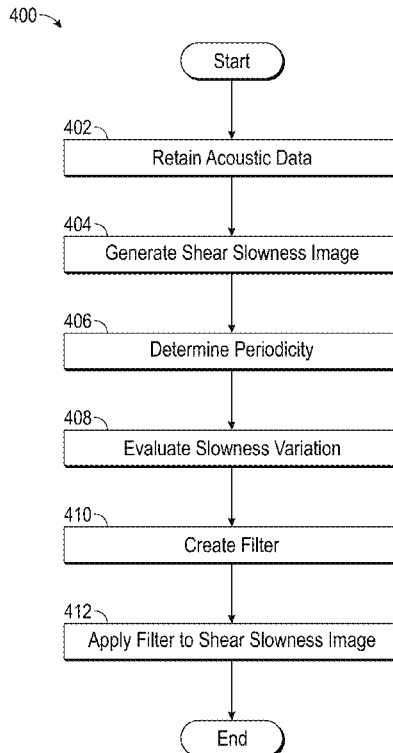 400
Start
402
Retain Acoustic Data
404
Generate Shear Slowness Image
406
Determine Periodicity
408
Evaluate Slowness Variation
410
Create Filter
412
Apply Filter to Shear Slowness Image
End